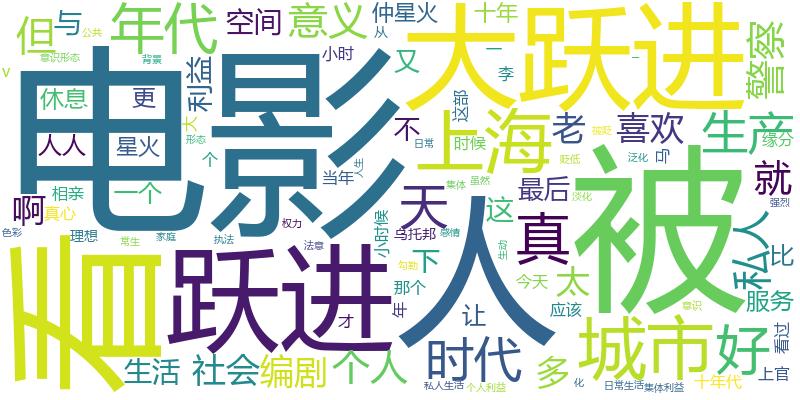 电影
看
大跃进
人
被
跃进
上海
城市
时代
年代
真
天
好
但
与
空间
意义
仲星火
十年
小时
从
又
一
李
这部
警察
v
公共
意识形态
背景
利益
休息
更
大
形态
人人
星火
个
不
时候
日常
老
喜欢
生产
缘分
贬低
泛化
马
就
啊
相亲
一个
当年
人生
集体
虽然
最后
淡化
强烈
真心
理想
常生
家庭
色彩
权力
执法
法意
乌托邦
感情
小时候
这
生动
勾勒
下
那个
今天
太
私人
比
服务
年
才
让
应该
意识
看过
生活
社会
编剧
个人
多
上官
私人生活
个人利益
化
日常生活
集体利益
十年代